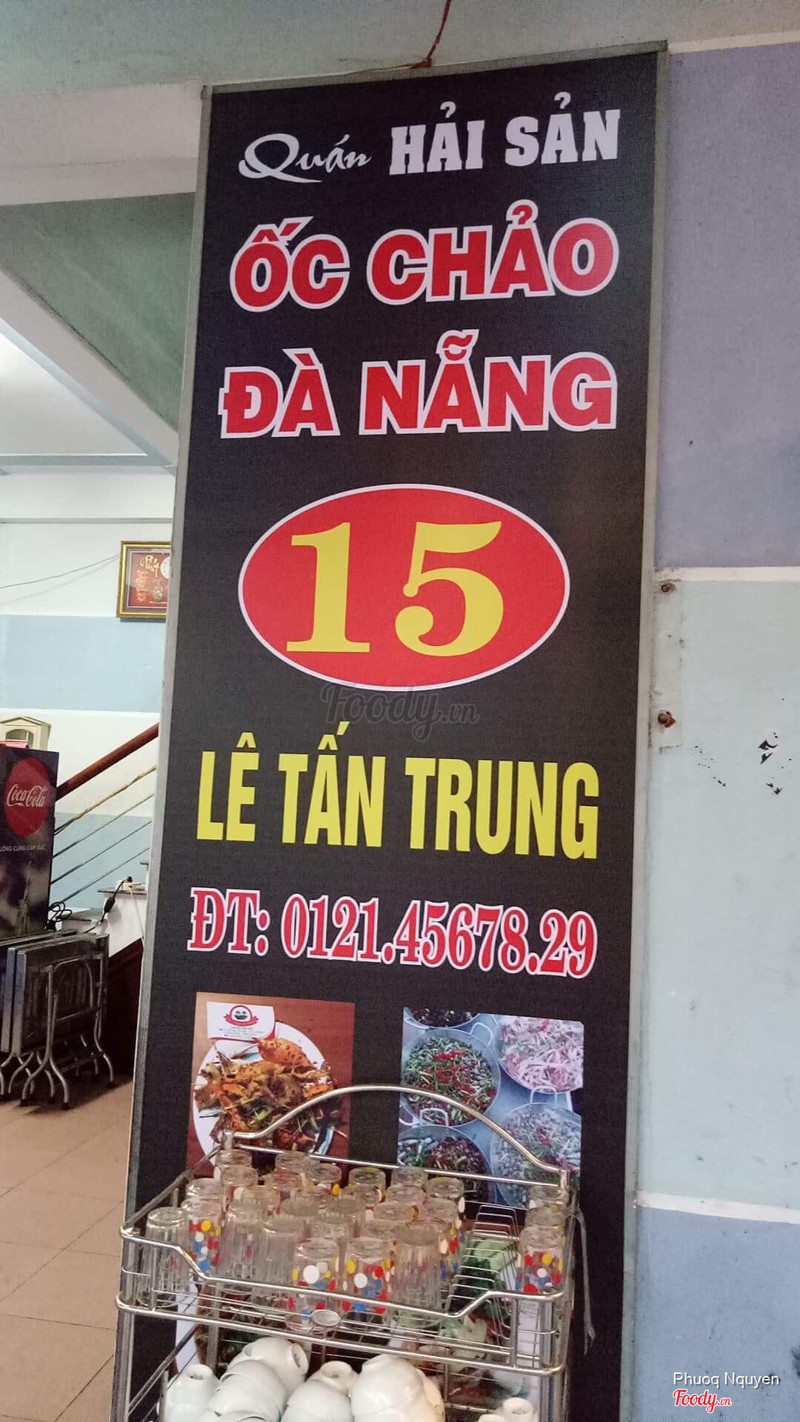 Quán HẢI SẢN
ỐC CHẢO
ĐÀ NẴNG
15
Foody.vn
LÊ TẤN TRUNG
Coca-Cola
ĐT: 0121.45678.29
Phuoq Nguyen
Foody.vn